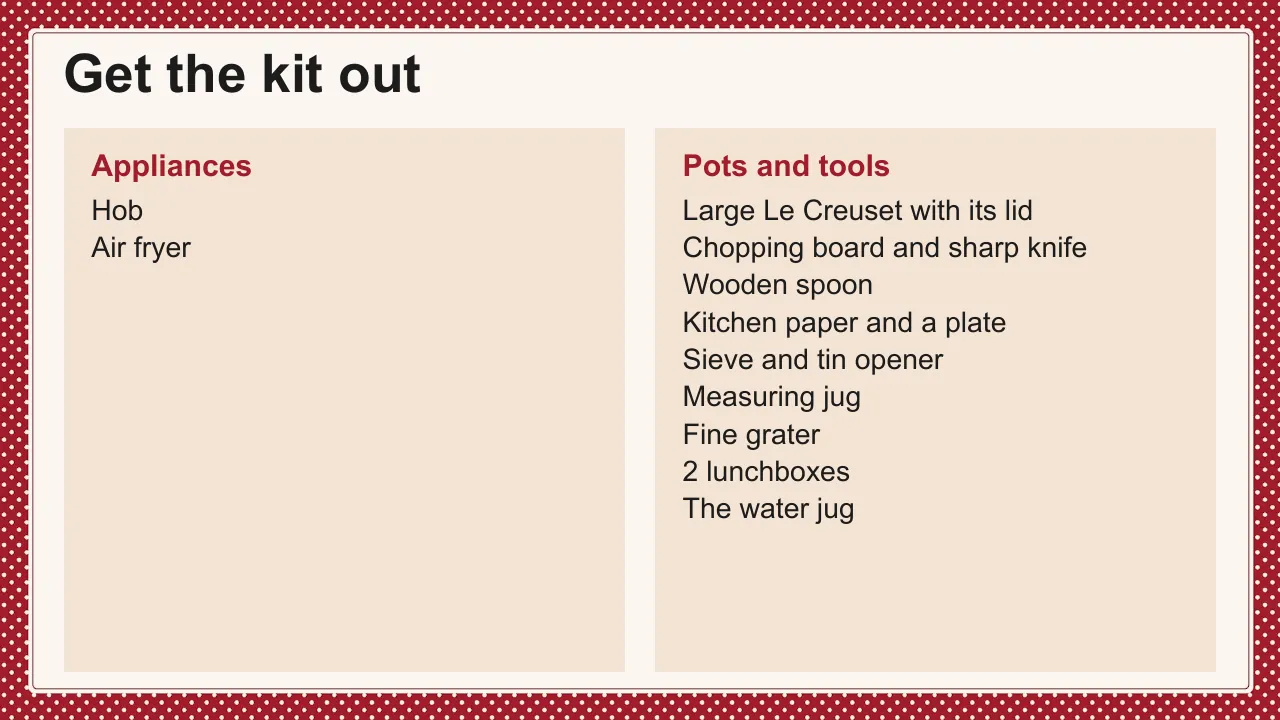 Get the kit out
Appliances
Hob
Air fryer
Pots and tools
Large Le Creuset with its lid
Chopping board and sharp knife
Wooden spoon
Kitchen paper and a plate
Sieve and tin opener
Measuring jug
Fine grater
2 lunchboxes
The water jug